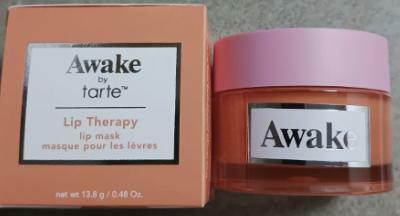 Awake
by
tarte™
Lip Therapy
lip mask
masque pour les lèvres
net wt 13.8 g / 0.48 Oz.
Awake